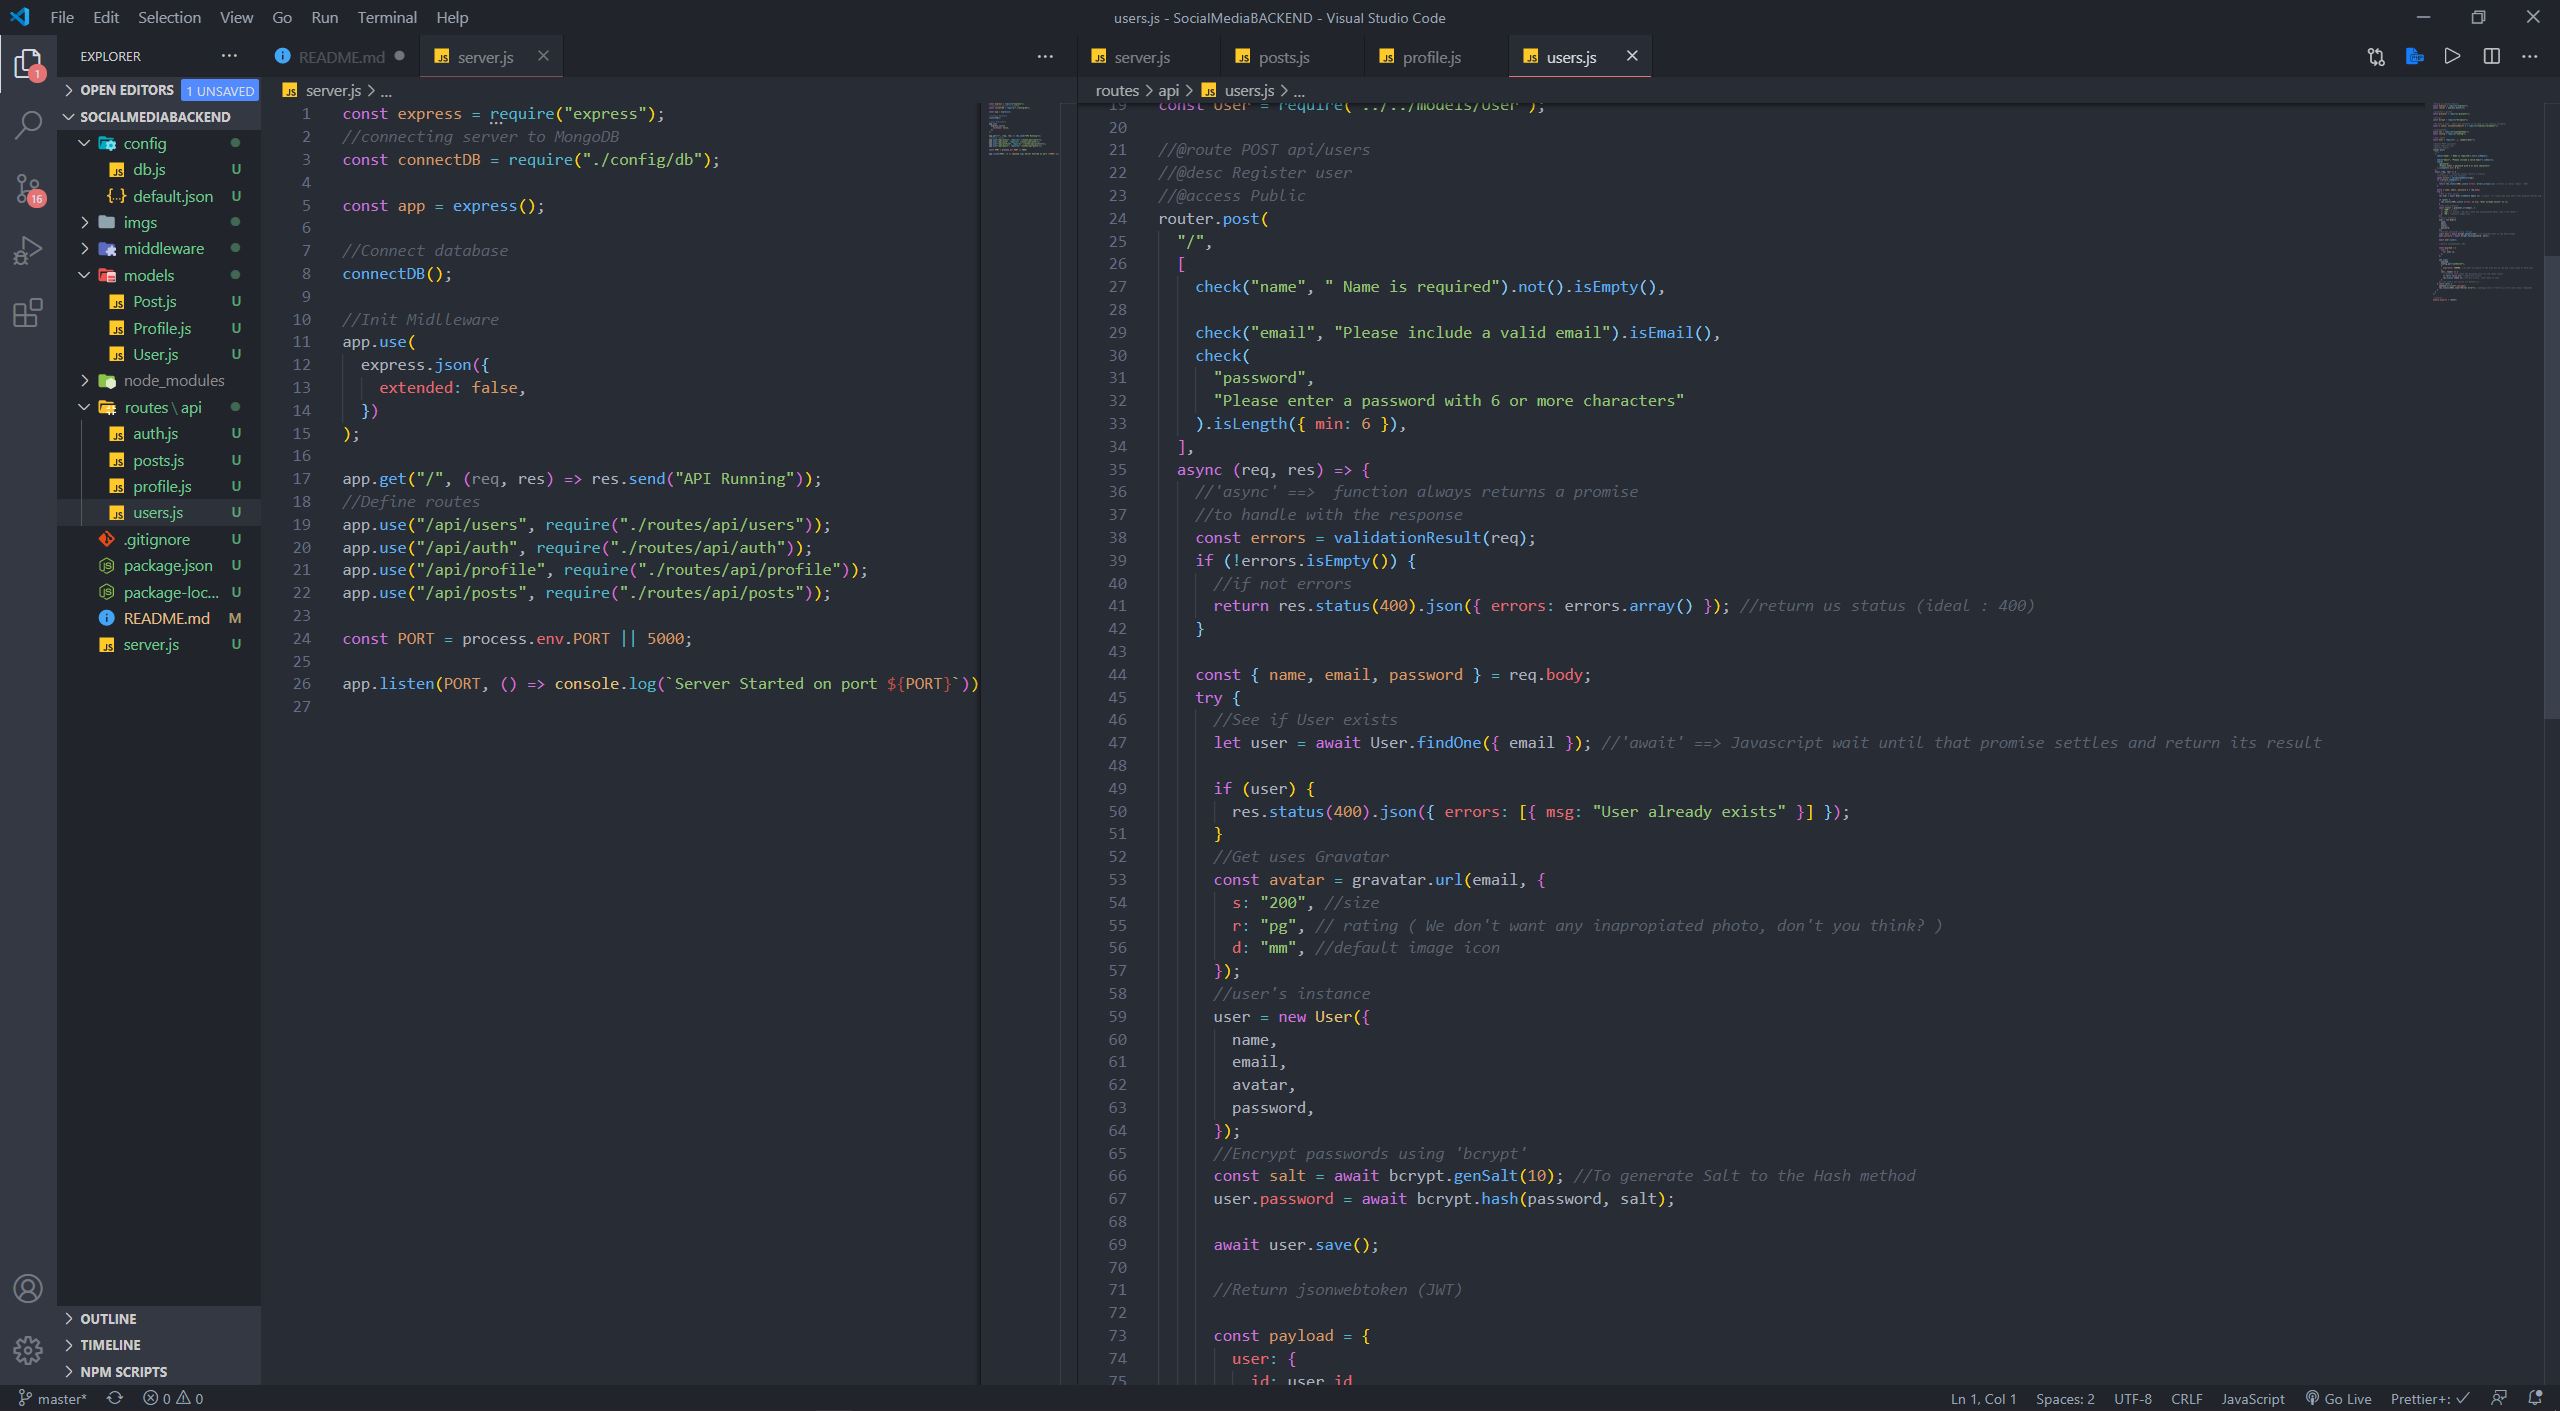 File Edit Selection View Go Run Terminal Help
users.js - SocialMediaBACKEND - Visual Studio Code
EXPLORER
1
16
OPEN EDITORS 1 UNSAVED
SOCIALMEDIABACKEND
config
db.js U
default.json U
imgs
middleware
models
Post.js U
Profile.js U
User.js U
node_modules
routes \ api
auth.js U
posts.js U
profile.js U
users.js U
.gitignore U
package.json U
package-loc... U
README.md M
server.js U
OUTLINE
TIMELINE
NPM SCRIPTS
README.md
server.js
server.js > ...
1 const express = require("express");
2 //connecting server to MongoDB
3 const connectDB = require("./config/db");
4
5 const app = express();
6
7 //Connect database
8 connectDB();
9
10 //Init Midlleware
11 app.use(
12 express.json({
13 extended: false,
14 })
15 );
16
17 app.get("/", (req, res) => res.send("API Running"));
18 //Define routes
19 app.use("/api/users", require("./routes/api/users"));
20 app.use("/api/auth", require("./routes/api/auth"));
21 app.use("/api/profile", require("./routes/api/profile"));
22 app.use("/api/posts", require("./routes/api/posts"));
23
24 const PORT = process.env.PORT || 5000;
25
26 app.listen(PORT, () => console.log(`Server Started on port ${PORT}`))
27
server.js posts.js profile.js users.js
routes > api > users.js > ...
19 const User = require("../../models/User");
20
21 //@route POST api/users
22 //@desc Register user
23 //@access Public
24 router.post(
25 "/",
26 [
27 check("name", " Name is required").not().isEmpty(),
28
29 check("email", "Please include a valid email").isEmail(),
30 check(
31 "password",
32 "Please enter a password with 6 or more characters"
33 ).isLength({ min: 6 }),
34 ],
35 async (req, res) => {
36 //'async' ==>  function always returns a promise
37 //to handle with the response
38 const errors = validationResult(req);
39 if (!errors.isEmpty()) {
40 //if not errors
41 return res.status(400).json({ errors: errors.array() }); //return us status (ideal : 400)
42 }
43
44 const { name, email, password } = req.body;
45 try {
46 //See if User exists
47 let user = await User.findOne({ email }); //'await' ==> Javascript wait until that promise settles and return its result
48
49 if (user) {
50 res.status(400).json({ errors: [{ msg: "User already exists" }] });
51 }
52 //Get uses Gravatar
53 const avatar = gravatar.url(email, {
54 s: "200", //size
55 r: "pg", // rating ( We don't want any inapropiated photo, don't you think? )
56 d: "mm", //default image icon
57 });
58 //user's instance
59 user = new User({
60 name,
61 email,
62 avatar,
63 password,
64 });
65 //Encrypt passwords using 'bcrypt'
66 const salt = await bcrypt.genSalt(10); //To generate Salt to the Hash method
67 user.password = await bcrypt.hash(password, salt);
68
69 await user.save();
70
71 //Return jsonwebtoken (JWT)
72
73 const payload = {
74 user: {
75 id: user.id
master* 0 0
Ln 1, Col 1 Spaces: 2 UTF-8 CRLF JavaScript Go Live Prettier+: ✓